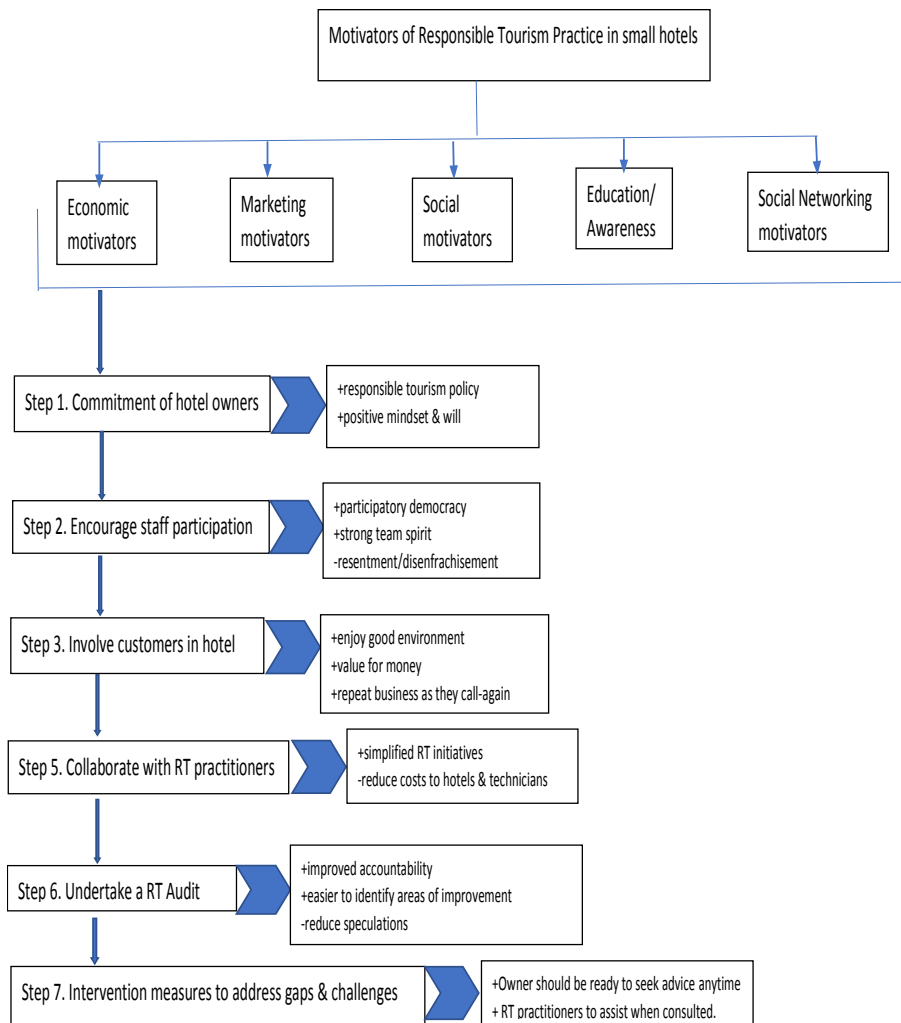 Motivators of Responsible Tourism Practice in small hotels
Economic
motivators
Marketing
motivators
Social
motivators
Education/
Awareness
Social Networking
motivators
Step 1. Commitment of hotel owners
+responsible tourism policy
+positive mindset & will
Step 2. Encourage staff participation
+participatory democracy
+strong team spirit
-resentment/disenfrachisement
Step 3. Involve customers in hotel
+enjoy good environment
+value for money
+repeat business as they call-again
Step 5. Collaborate with RT practitioners
+simplified RT initiatives
-reduce costs to hotels & technicians
Step 6. Undertake a RT Audit
+improved accountability
+easier to identify areas of improvement
-reduce speculations
Step 7. Intervention measures to address gaps & challenges
+Owner should be ready to seek advice anytime
+ RT practitioners to assist when consulted.